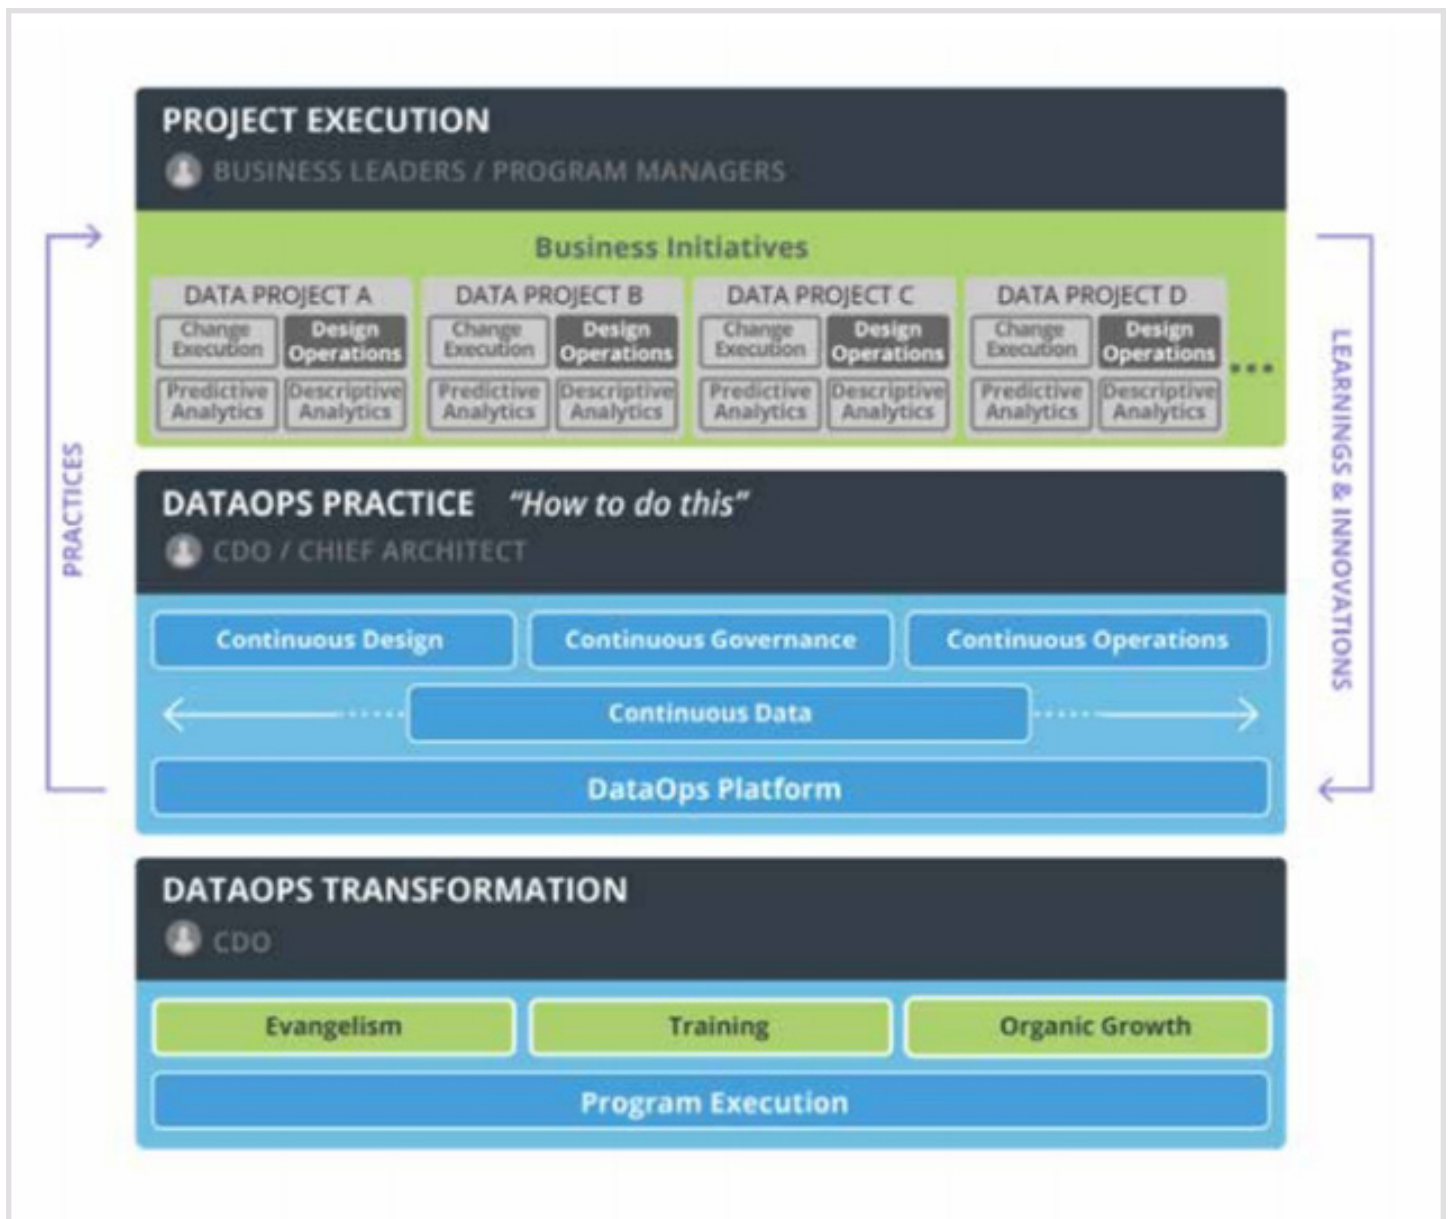 PROJECT EXECUTION
BUSINESS LEADERS / PROGRAM MANAGERS
Business Initiatives
DATA PROJECT A
Change
Execution
Design
Operations
Predictive
Analytics
Descriptive
Analytics
DATA PROJECT B
Change
Execution
Design
Operations
Predictive
Analytics
Descriptive
Analytics
DATA PROJECT C
Change
Execution
Design
Operations
Predictive
Analytics
Descriptive
Analytics
DATA PROJECT D
Change
Execution
Design
Operations
Predictive
Analytics
Descriptive
Analytics
...
PRACTICES
LEARNINGS & INNOVATIONS
DATAOPS PRACTICE “How to do this”
CDO / CHIEF ARCHITECT
Continuous Design
Continuous Governance
Continuous Operations
Continuous Data
DataOps Platform
DATAOPS TRANSFORMATION
CDO
Evangelism
Training
Organic Growth
Program Execution